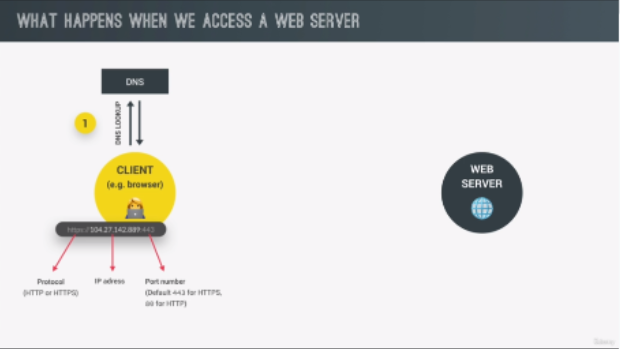 WHAT HAPPENS WHEN WE ACCESS A WEB SERVER
DNS
DNS LOOKUP
1
CLIENT
(e.g. browser)
https://104.27.142.889:443
WEB
SERVER
Protocol
(HTTP or HTTPS)
IP adress
Port number
(Default 443 for HTTPS,
80 for HTTP)